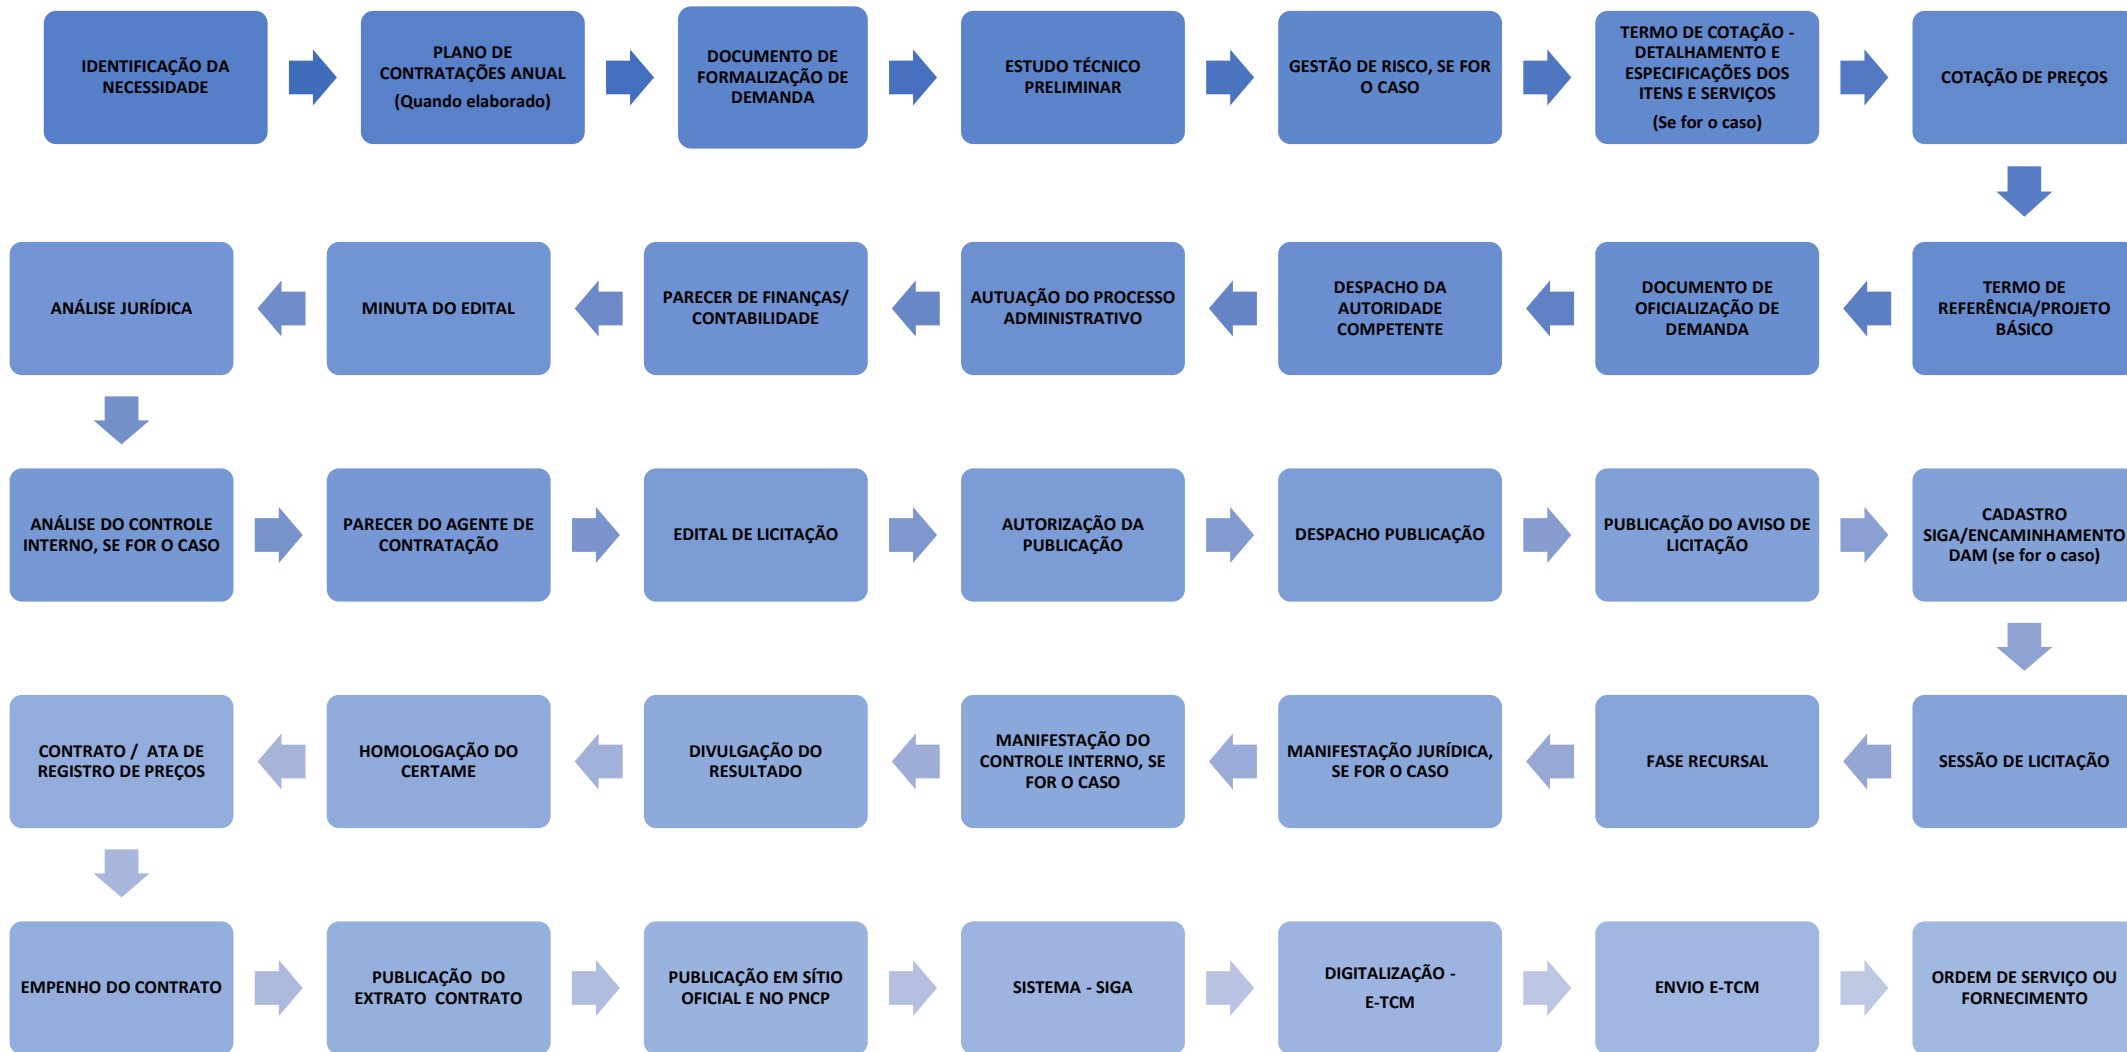 IDENTIFICAÇÃO DA
NECESSIDADE
PLANO DE
CONTRATAÇÕES ANUAL
(Quando elaborado)
DOCUMENTO DE
FORMALIZAÇÃO DE
DEMANDA
ESTUDO TÉCNICO
PRELIMINAR
GESTÃO DE RISCO, SE FOR
O CASO
TERMO DE COTAÇÃO -
DETALHAMENTO E
ESPECIFICAÇÕES DOS
ITENS E SERVIÇOS
(Se for o caso)
COTAÇÃO DE PREÇOS
TERMO DE
REFERÊNCIA/PROJETO
BÁSICO
DOCUMENTO DE
OFICIALIZAÇÃO DE
DEMANDA
DESPACHO DA
AUTORIDADE
COMPETENTE
AUTUAÇÃO DO PROCESSO
ADMINISTRATIVO
PARECER DE FINANÇAS/
CONTABILIDADE
MINUTA DO EDITAL
ANÁLISE JURÍDICA
ANÁLISE DO CONTROLE
INTERNO, SE FOR O CASO
PARECER DO AGENTE DE
CONTRATAÇÃO
EDITAL DE LICITAÇÃO
AUTORIZAÇÃO DA
PUBLICAÇÃO
DESPACHO PUBLICAÇÃO
PUBLICAÇÃO DO AVISO DE
LICITAÇÃO
CADASTRO
SIGA/ENCAMINHAMENTO
DAM (se for o caso)
SESSÃO DE LICITAÇÃO
FASE RECURSAL
MANIFESTAÇÃO JURÍDICA,
SE FOR O CASO
MANIFESTAÇÃO DO
CONTROLE INTERNO, SE
FOR O CASO
DIVULGAÇÃO DO
RESULTADO
HOMOLOGAÇÃO DO
CERTAME
CONTRATO / ATA DE
REGISTRO DE PREÇOS
EMPENHO DO CONTRATO
PUBLICAÇÃO DO
EXTRATO CONTRATO
PUBLICAÇÃO EM SÍTIO
OFICIAL E NO PNCP
SISTEMA - SIGA
DIGITALIZAÇÃO -
E-TCM
ENVIO E-TCM
ORDEM DE SERVIÇO OU
FORNECIMENTO